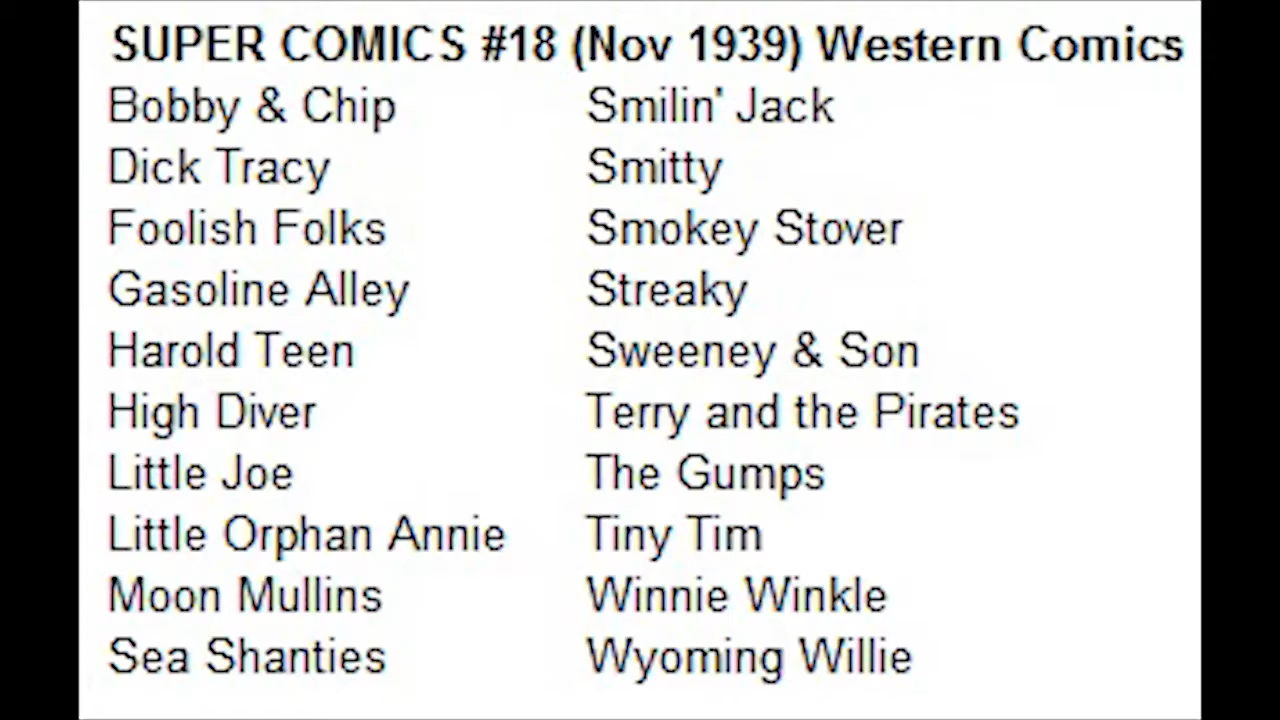 SUPER COMICS #18 (Nov 1939) Western Comics
Bobby & Chip
Dick Tracy
Foolish Folks
Gasoline Alley
Harold Teen
High Diver
Little Joe
Little Orphan Annie
Moon Mullins
Sea Shanties
Smilin' Jack
Smitty
Smokey Stover
Streaky
Sweeney & Son
Terry and the Pirates
The Gumps
Tiny Tim
Winnie Winkle
Wyoming Willie